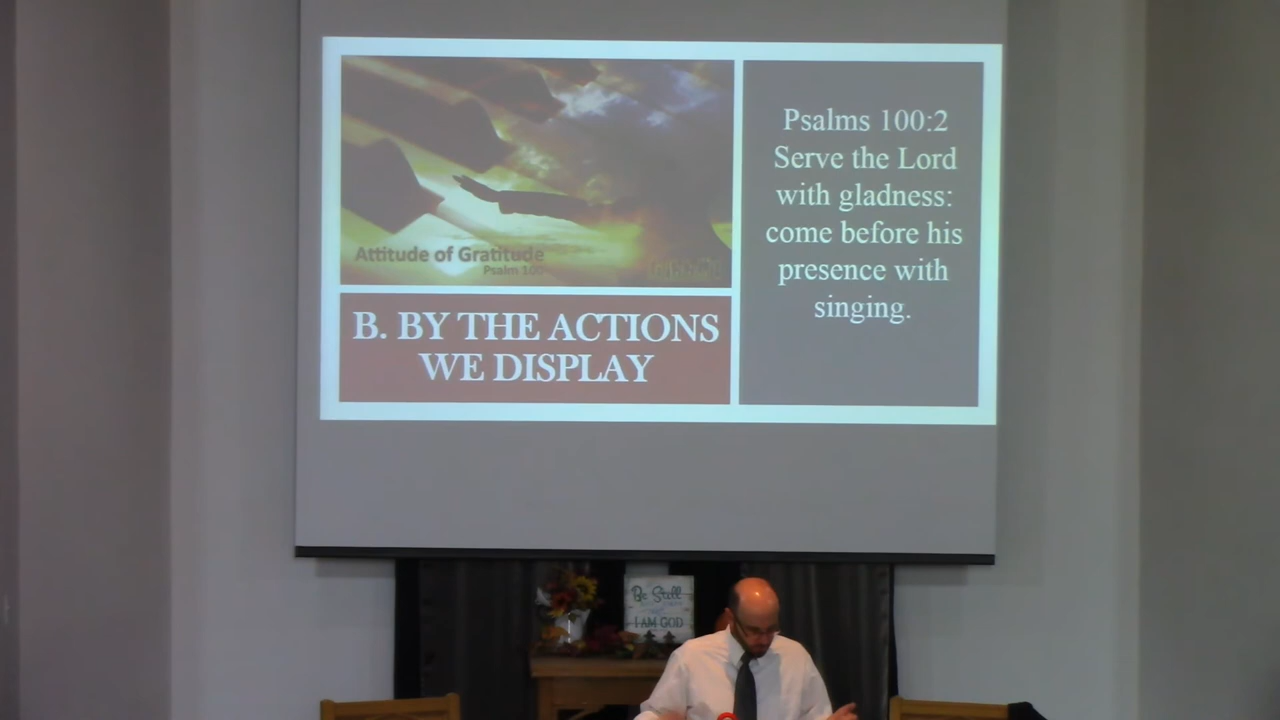 Attitude of Gratitude
Psalm 100
B. BY THE ACTIONS
WE DISPLAY
Psalms 100:2
Serve the Lord
with gladness:
come before his
presence with
singing.
Be Still
I AM GOD